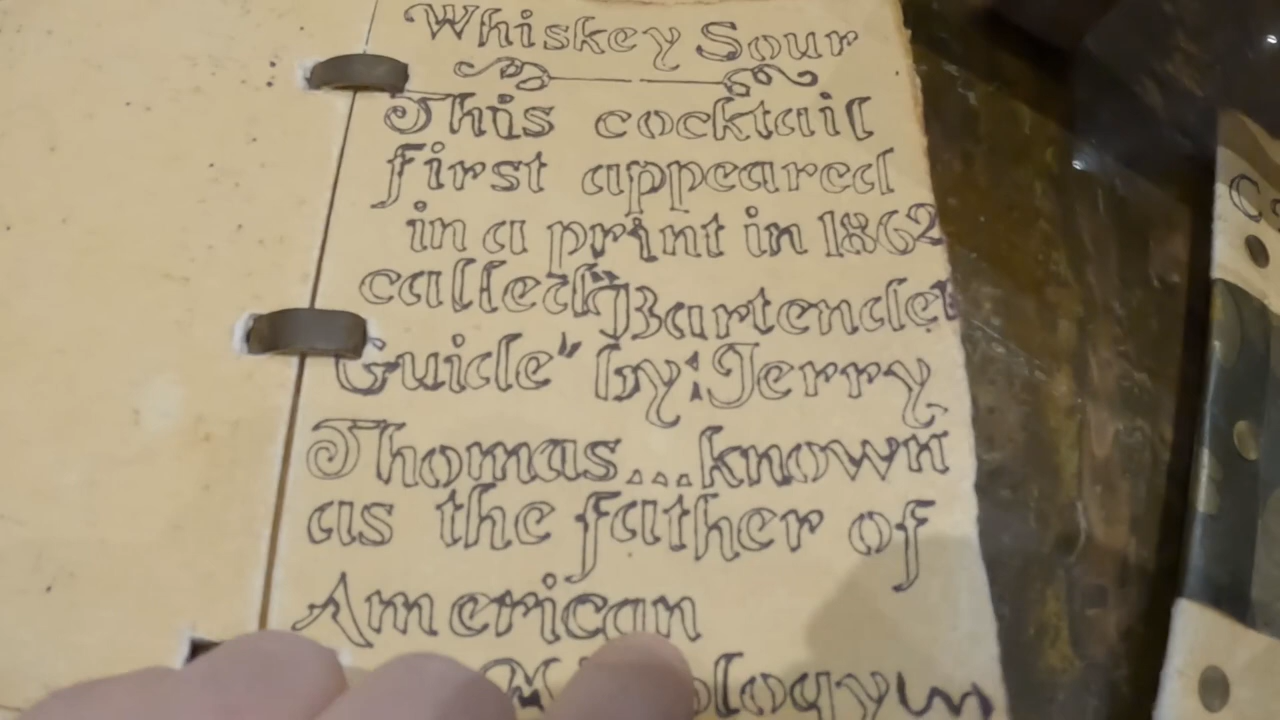 Whiskey Sour
This cocktail
first appeared
in a print in 1862
called "Bartender
Guide" by: Jerry
Thomas...known
as the father of
American